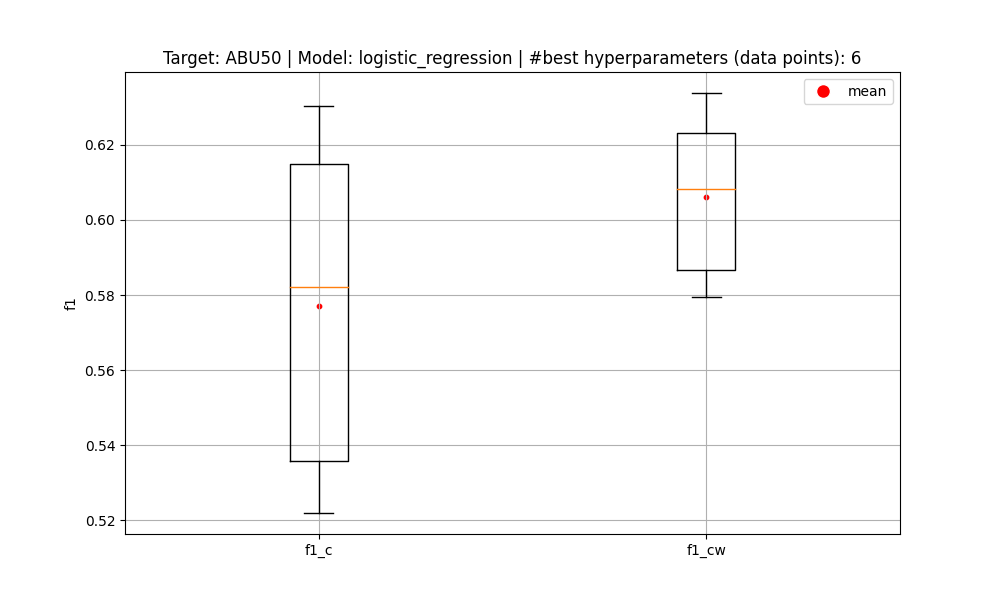 Target: ABU50 | Model: logistic_regression | #best hyperparameters (data points): 6
mean
0.62
0.60
0.58
0.56
0.54
0.52
f1
f1_c
f1_cw